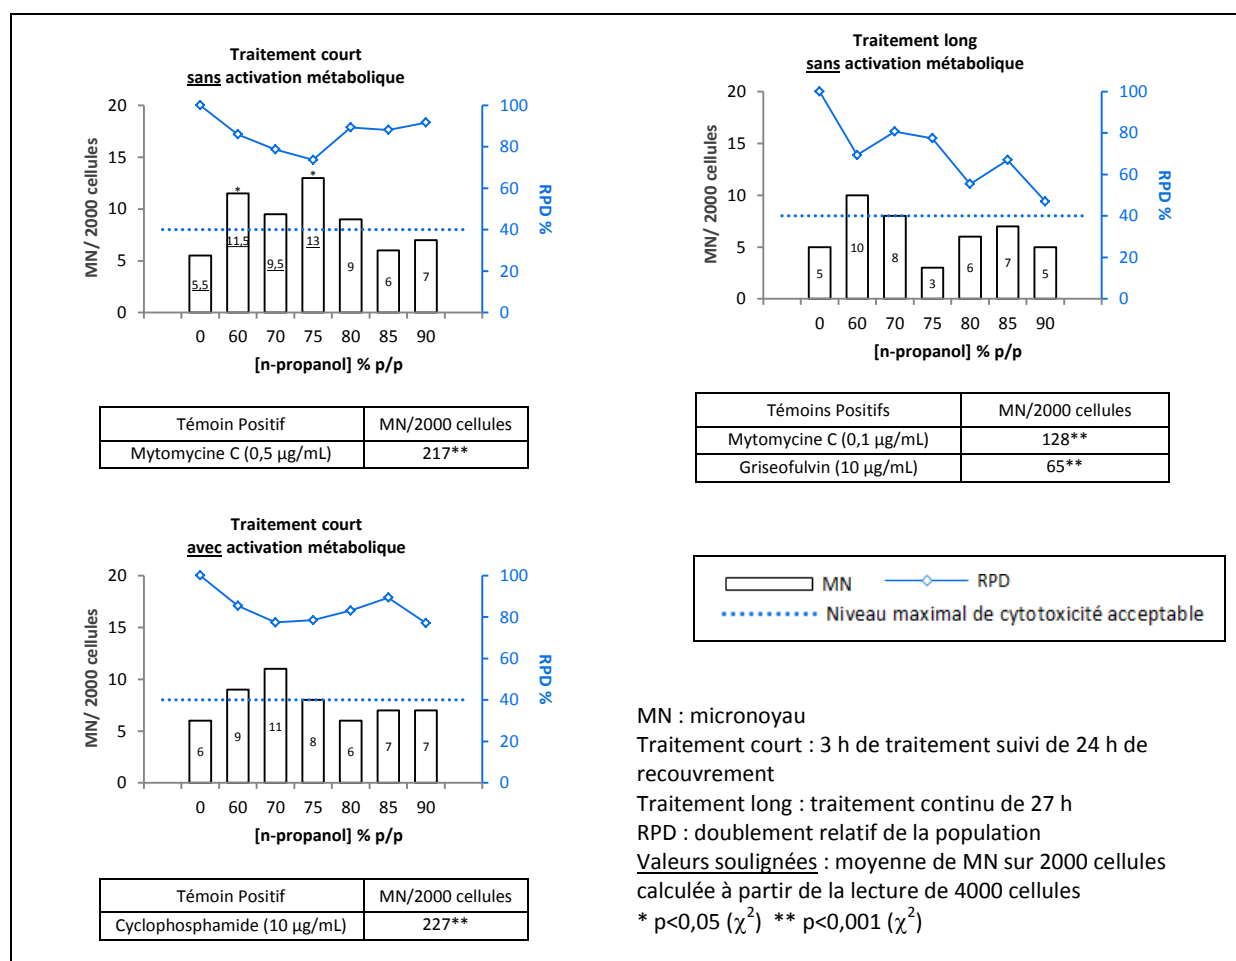 Traitement court
sans activation métabolique
20
15
10
5
0
MN/ 2000 cellules
100
80
60
40
20
0
RPD %
* *
5,5 11,5 9,5 13 9 6 7
0 60 70 75 80 85 90
[n-propanol] % p/p
Témoin Positif MN/2000 cellules
Mytomycine C (0,5 µg/mL) 217**
Traitement long
sans activation métabolique
20
15
10
5
0
MN/ 2000 cellules
100
80
60
40
20
0
RPD %
5 10 8 3 6 7 5
0 60 70 75 80 85 90
[n-propanol] % p/p
Témoins Positifs MN/2000 cellules
Mytomycine C (0,1 µg/mL) 128**
Griseofulvin (10 µg/mL) 65**
Traitement court
avec activation métabolique
20
15
10
5
0
MN/ 2000 cellules
100
80
60
40
20
0
RPD %
6 9 11 8 6 7 7
0 60 70 75 80 85 90
[n-propanol] % p/p
Témoin Positif MN/2000 cellules
Cyclophosphamide (10 µg/mL) 227**
MN RPD
Niveau maximal de cytotoxicité acceptable
MN : micronoyau
Traitement court : 3 h de traitement suivi de 24 h de
recouvrement
Traitement long : traitement continu de 27 h
RPD : doublement relatif de la population
Valeurs soulignées : moyenne de MN sur 2000 cellules
calculée à partir de la lecture de 4000 cellules
* p<0,05 (χ²) ** p<0,001 (χ²)